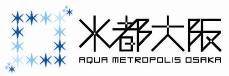 水都大阪
AQUA METROPOLIS OSAKA